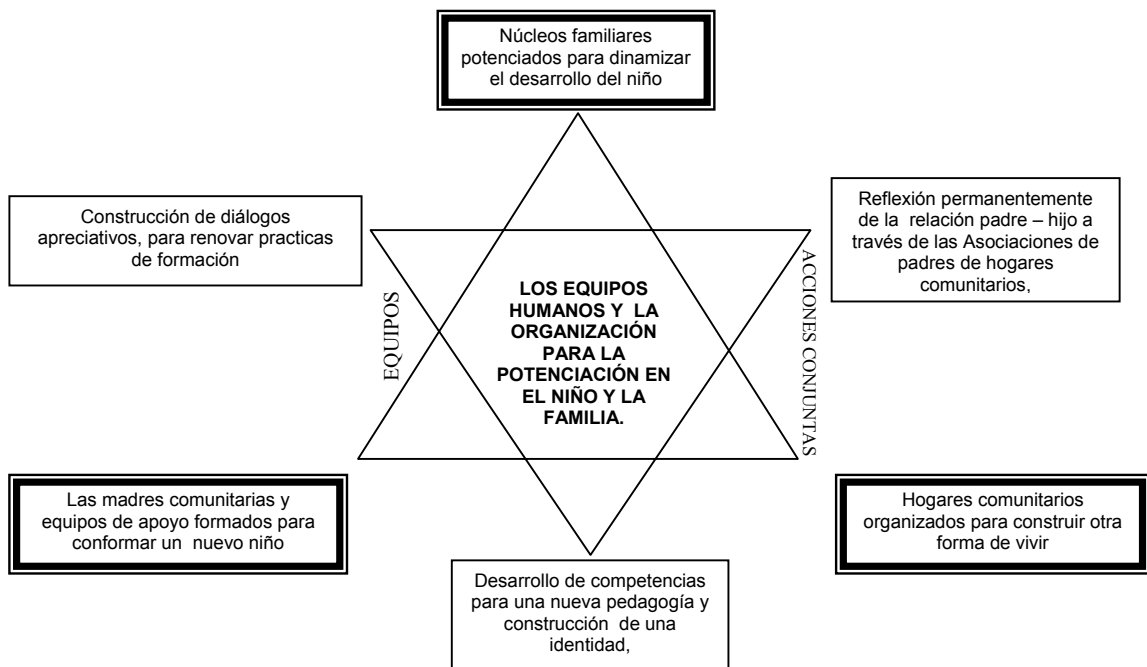 Núcleos familiares
potenciados para dinamizar
el desarrollo del niño
Construcción de diálogos
apreciativos, para renovar practicas
de formación
Reflexión permanentemente
de la relación padre – hijo a
través de las Asociaciones de
padres de hogares
comunitarios,
EQUIPOS
LOS EQUIPOS
HUMANOS Y LA
ORGANIZACIÓN
PARA LA
POTENCIACIÓN EN
EL NIÑO Y LA
FAMILIA.
ACCIONES CONJUNTAS
Las madres comunitarias y
equipos de apoyo formados para
conformar un nuevo niño
Hogares comunitarios
organizados para construir otra
forma de vivir
Desarrollo de competencias
para una nueva pedagogía y
construcción de una
identidad,